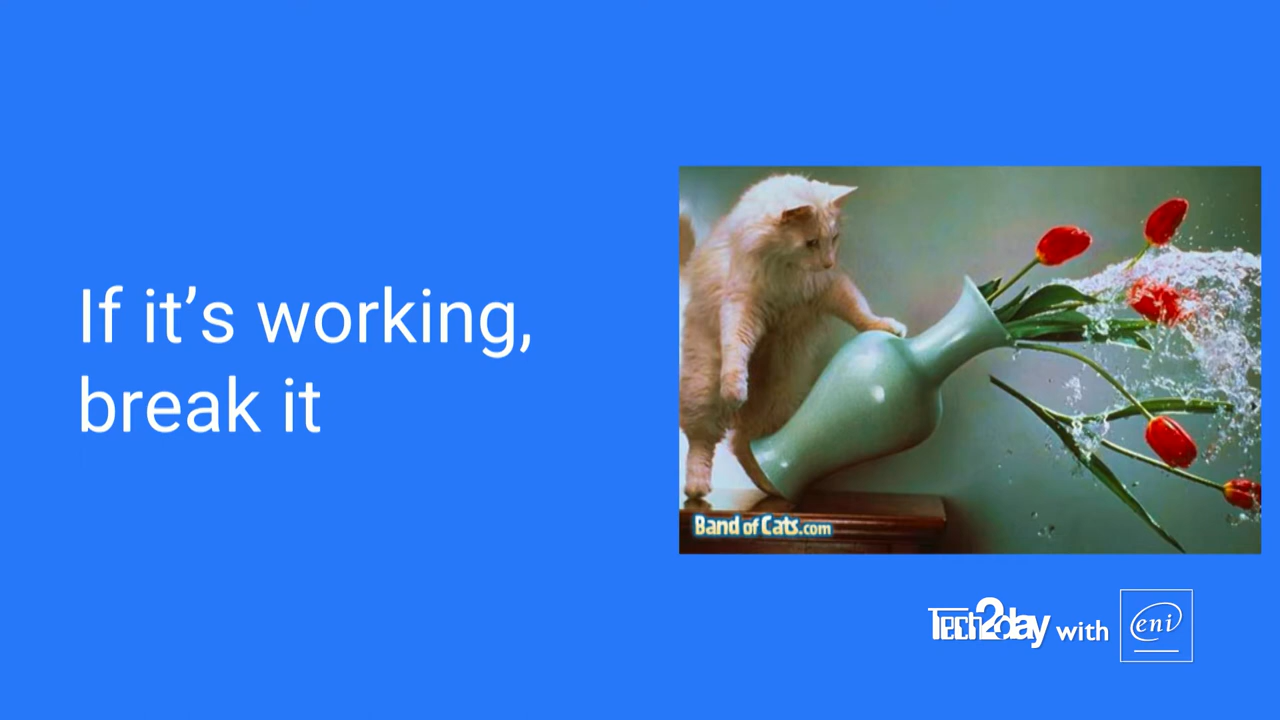 If it’s working,
break it
Band of Cats.com
Tech2day with
eni